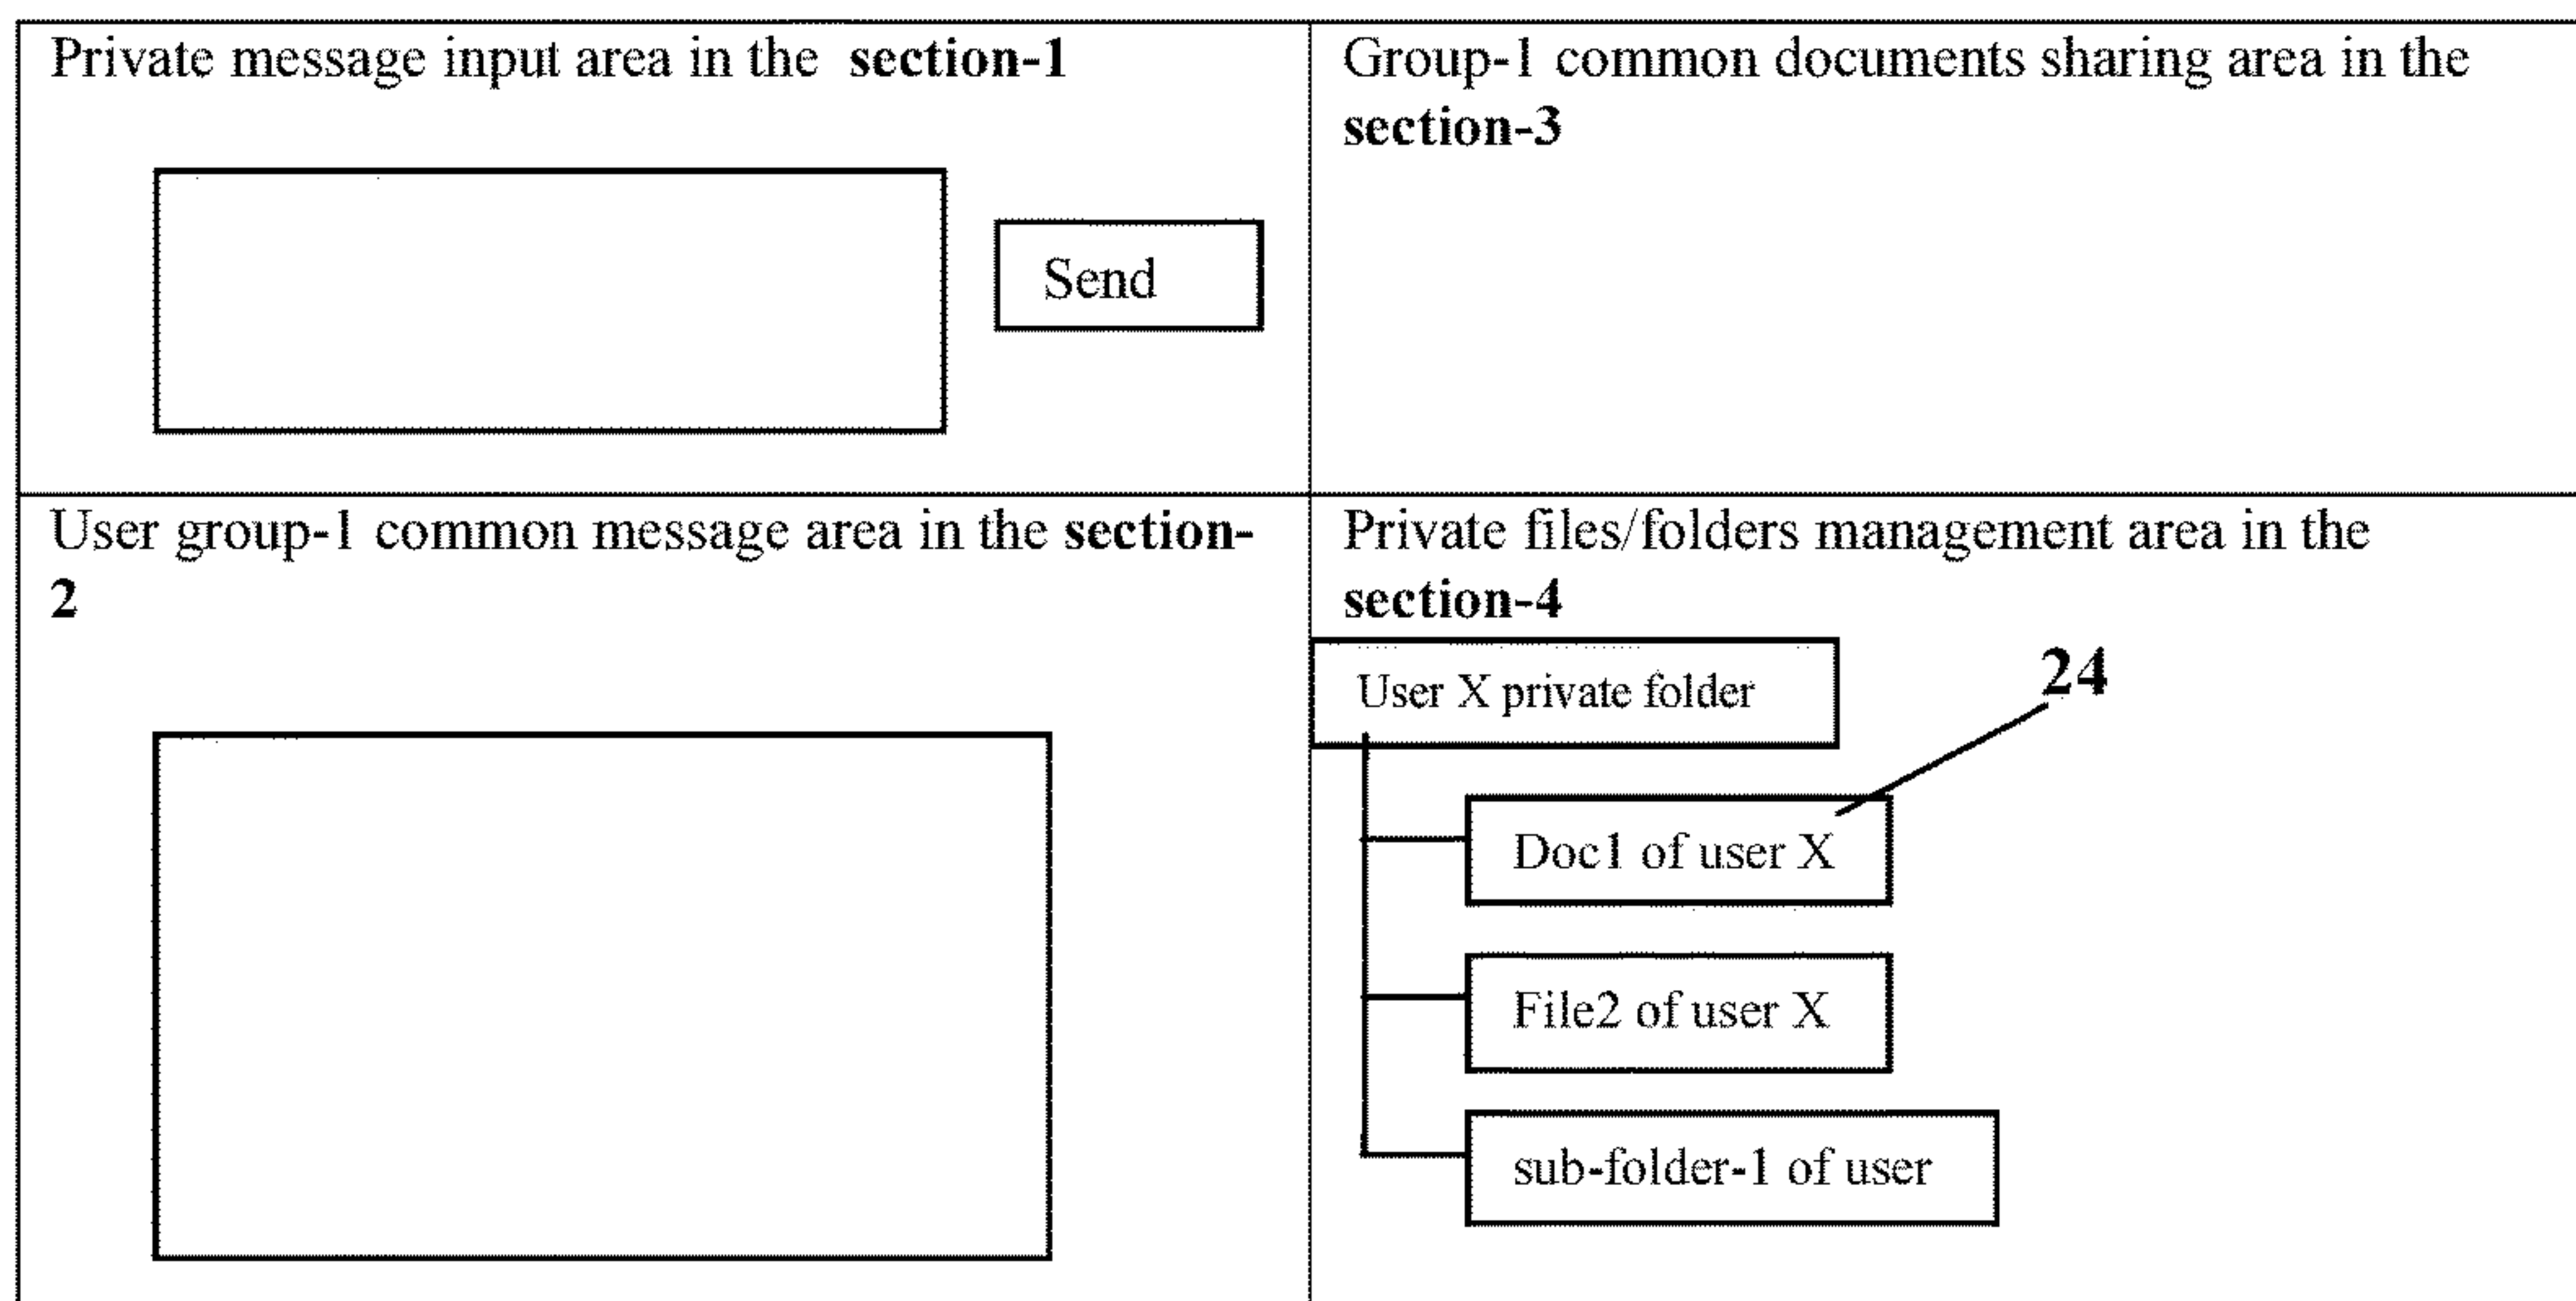 Private message input area in the section-1
Send
Group-1 common documents sharing area in the
section-3
User group-1 common message area in the section-
2
Private files/folders management area in the
section-4
User X private folder
24
Doc1 of user X
File2 of user X
sub-folder-1 of user